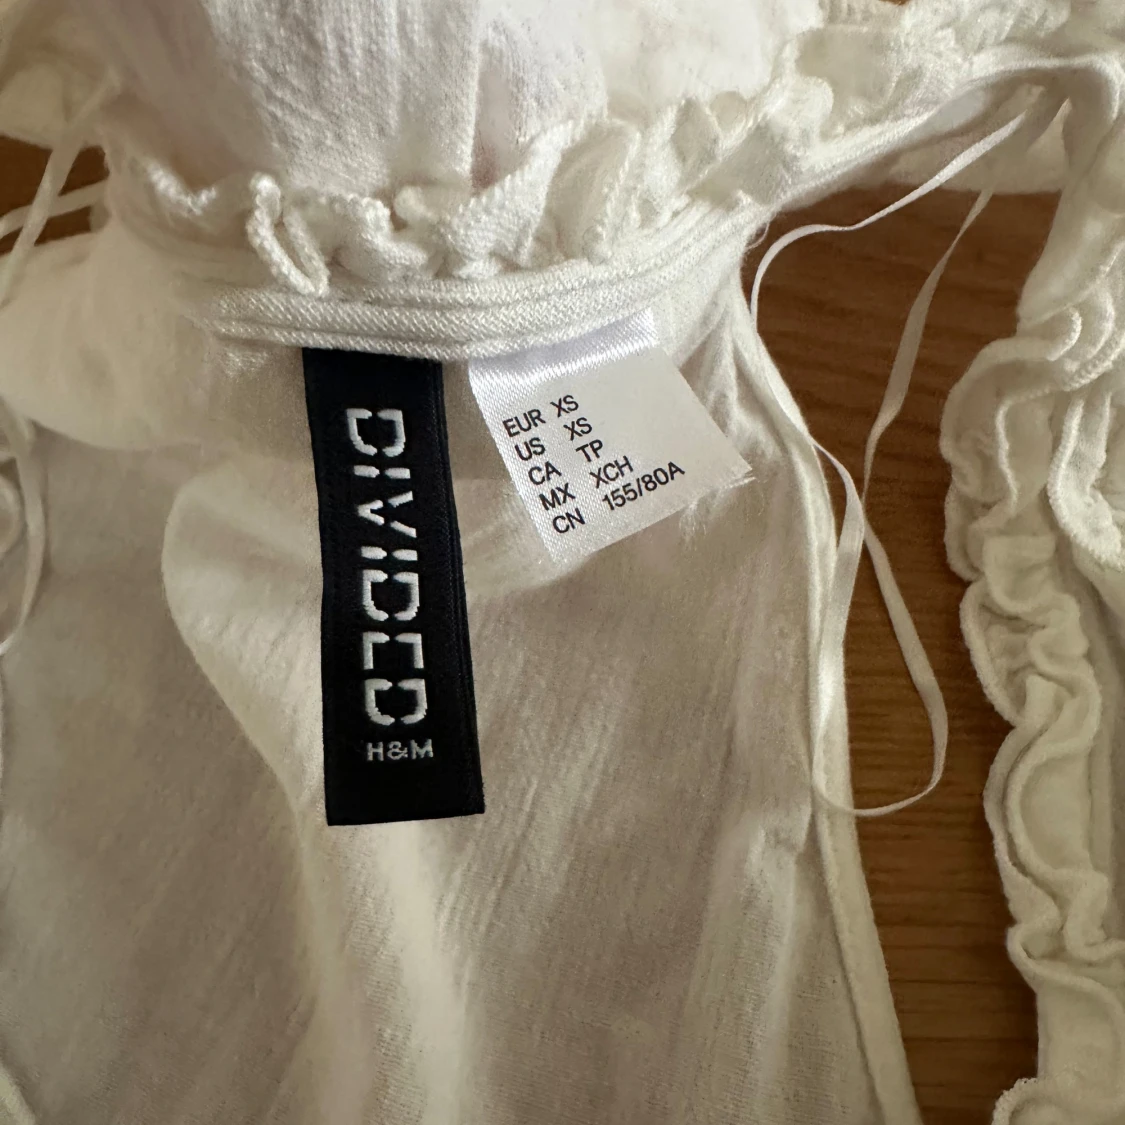 DIVIDED
H&M
EUR XS
US XS
CA TP
MX XCH
CN 155/80A